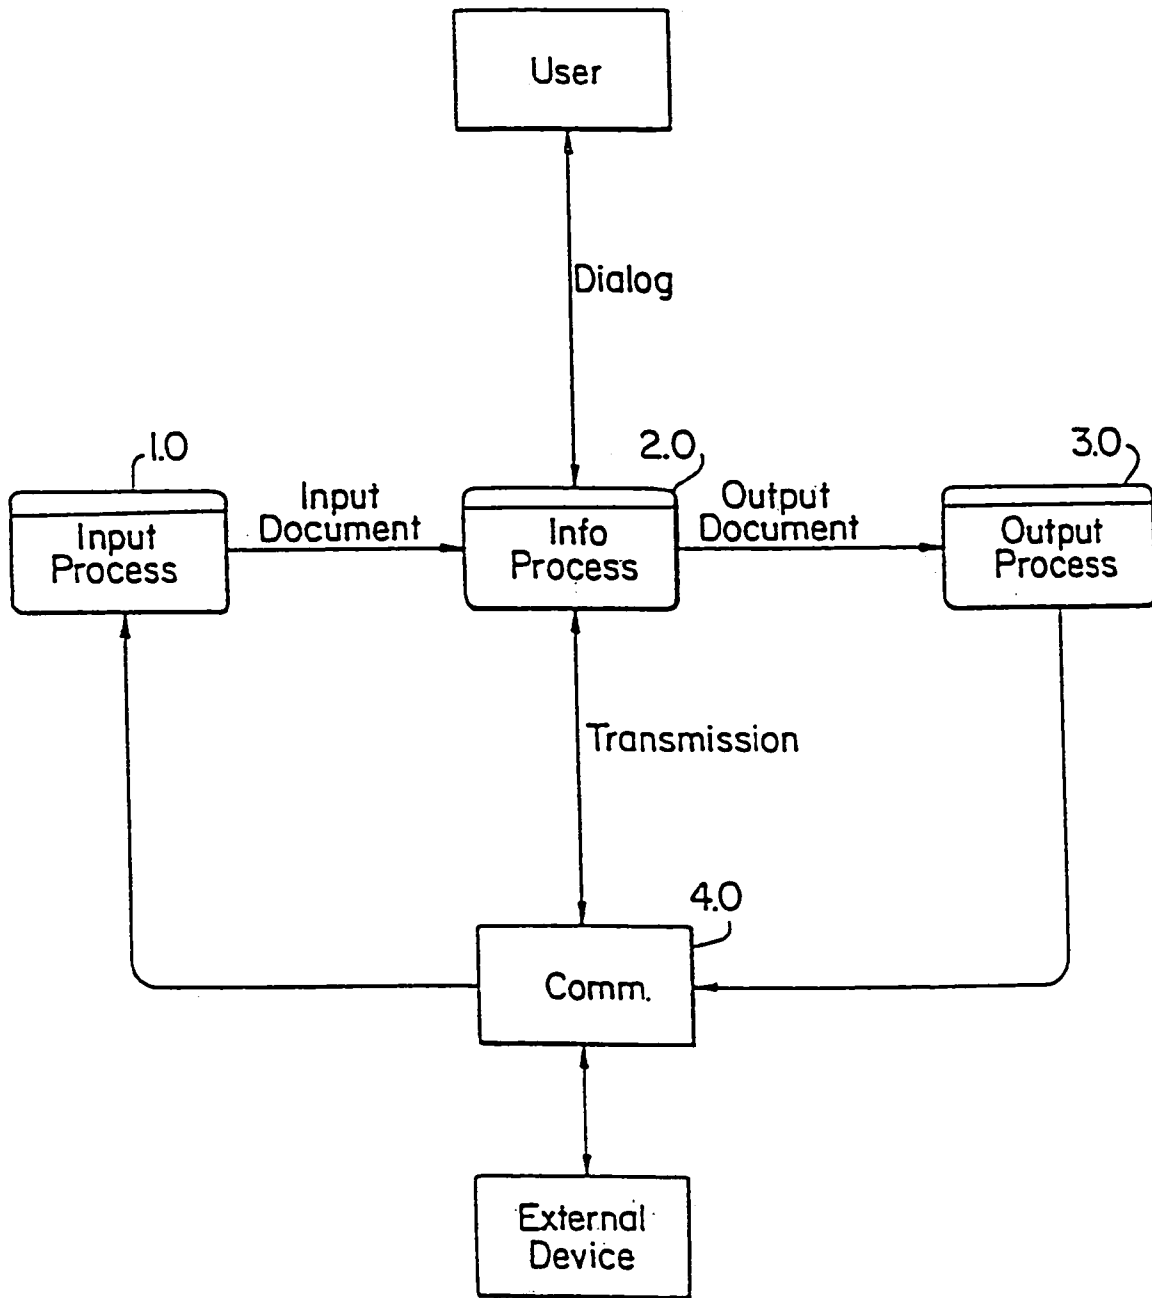 User
Dialog
1.0
2.0
3.0
Input
Process
Input
Document
Info
Process
Output
Document
Output
Process
Transmission
4.0
Comm.
External
Device